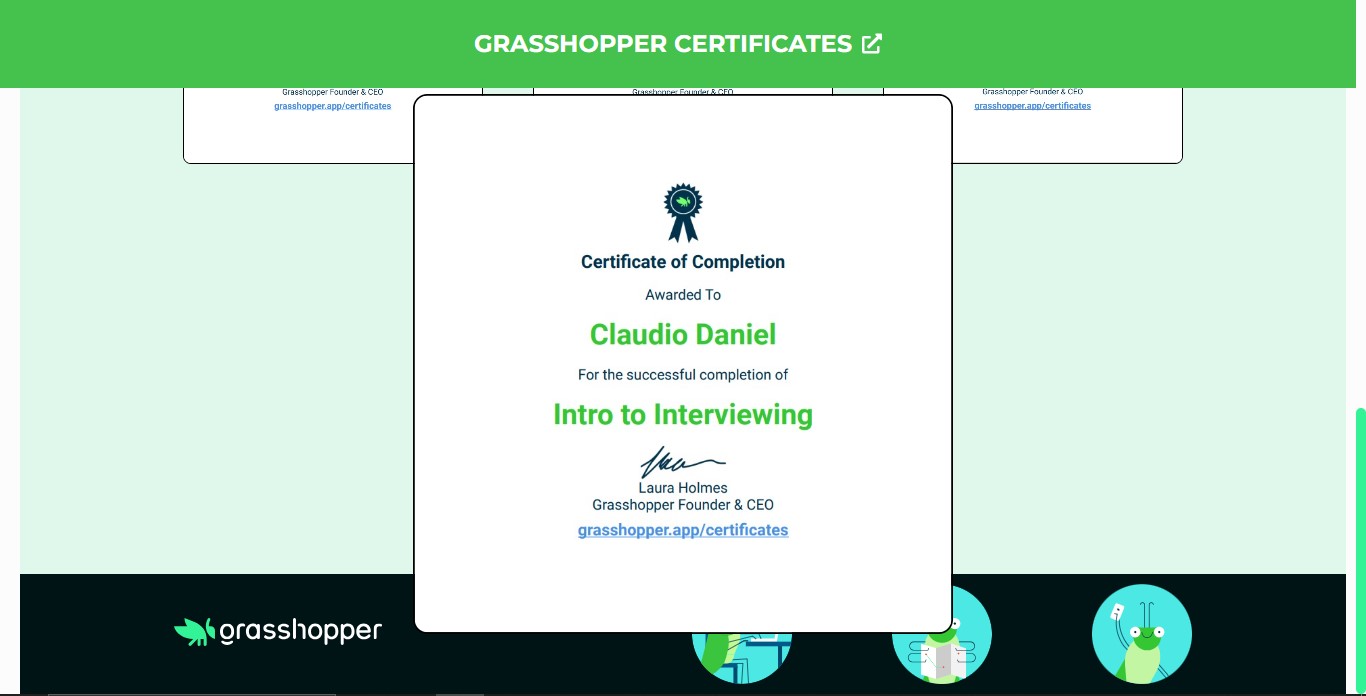 GRASSHOPPER CERTIFICATES
Grasshopper Founder & CEO
grasshopper.app/certificates
Grasshopper Founder & CEO
Grasshopper Founder & CEO
grasshopper.app/certificates
Certificate of Completion
Awarded To
Claudio Daniel
For the successful completion of
Intro to Interviewing
Laura Holmes
Grasshopper Founder & CEO
grasshopper.app/certificates
grasshopper